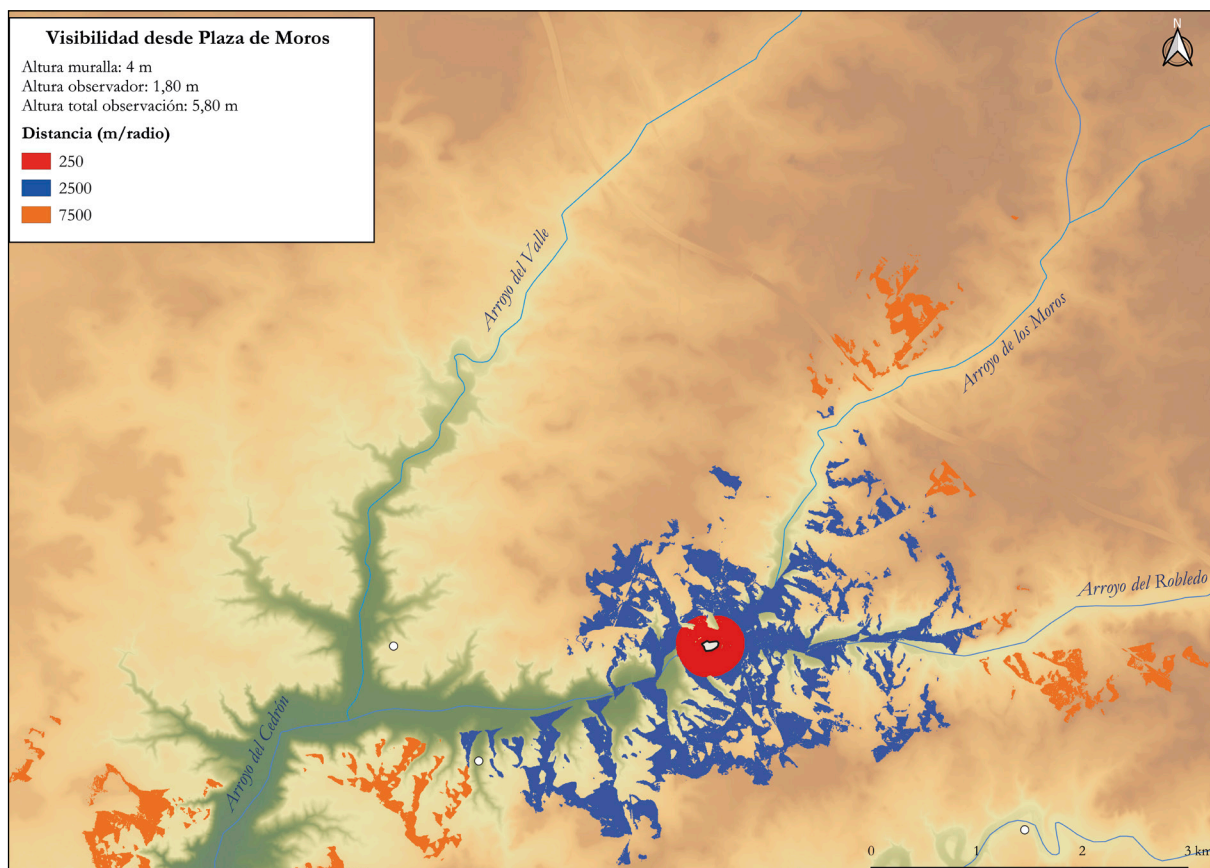 Visibilidad desde Plaza de Moros
Altura muralla: 4 m
Altura observador: 1,80 m
Altura total observación: 5,80 m
Distancia (m/radio)
250
2500
7500
N
Arroyo del Valle
Arroyo de los Moros
Arroyo del Robledo
Arroyo del Cedrón
0 1 2 3 km